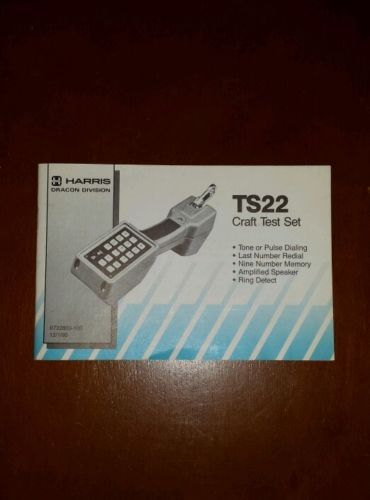 HARRIS
DRACON DIVISION
TS22
Craft Test Set
• Tone or Pulse Dialing
• Last Number Redial
• Nine Number Memory
• Amplified Speaker
• Ring Detect